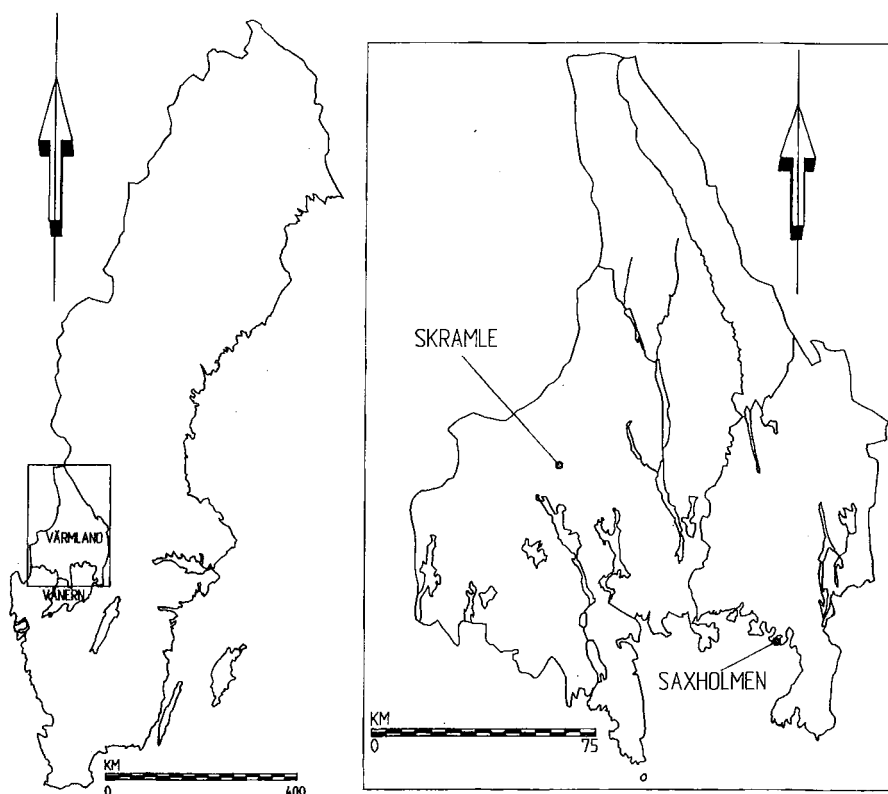 VÄRMLAND
VÄNERN
KM
0 400
SKRAMLE
SAXHOLMEN
KM
0 75